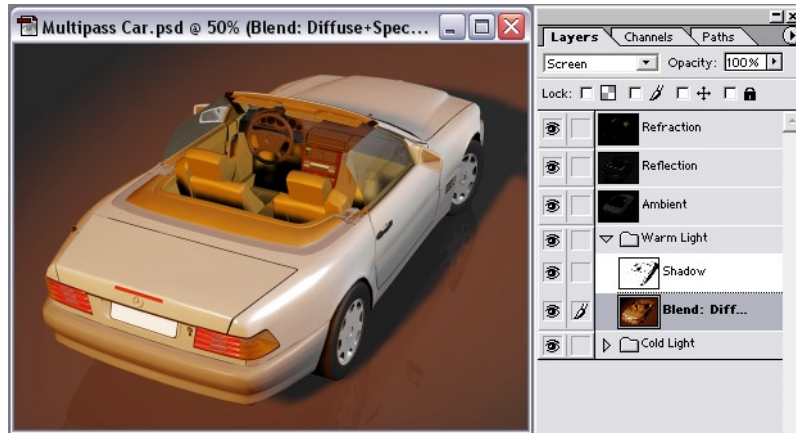 Multipass Car.psd @ 50% (Blend: Diffuse+Spec...
Layers Channels Paths
Screen Opacity: 100%
Lock:
Refraction
Reflection
Ambient
Warm Light
Shadow
Blend: Diff...
Cold Light